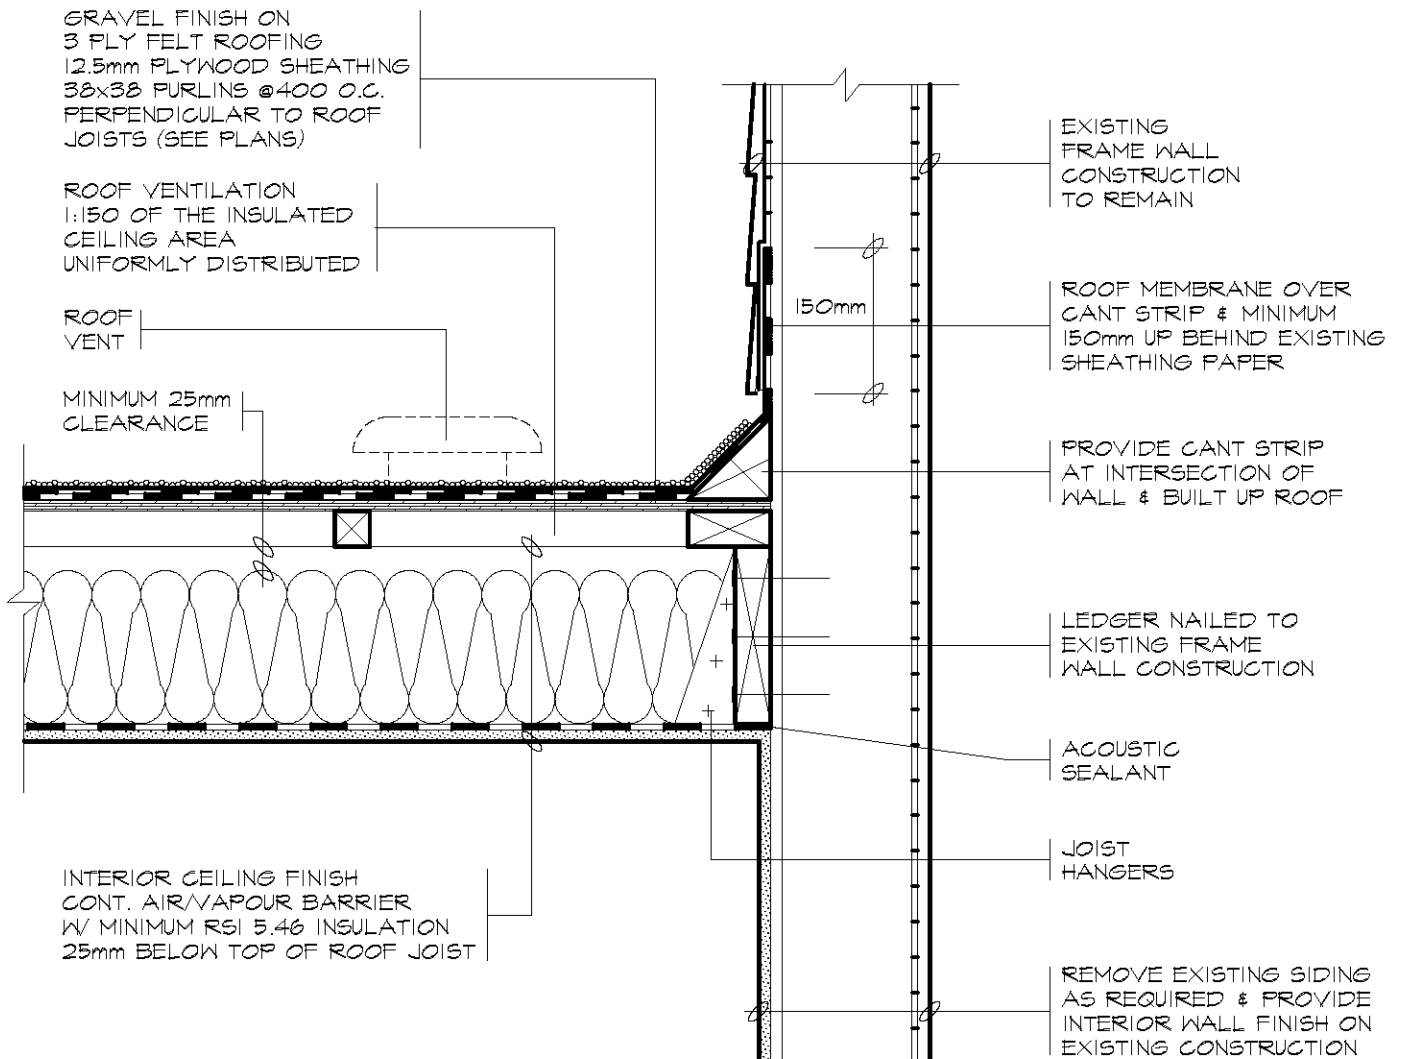 GRAVEL FINISH ON
3 PLY FELT ROOFING
12.5mm PLYWOOD SHEATHING
38x38 PURLINS @400 O.C.
PERPENDICULAR TO ROOF
JOISTS (SEE PLANS)
ROOF VENTILATION
1:150 OF THE INSULATED
CEILING AREA
UNIFORMLY DISTRIBUTED
ROOF
VENT
MINIMUM 25mm
CLEARANCE
INTERIOR CEILING FINISH
CONT. AIR/VAPOUR BARRIER
W/ MINIMUM RSI 5.46 INSULATION
25mm BELOW TOP OF ROOF JOIST
150mm
EXISTING
FRAME WALL
CONSTRUCTION
TO REMAIN
ROOF MEMBRANE OVER
CANT STRIP & MINIMUM
150mm UP BEHIND EXISTING
SHEATHING PAPER
PROVIDE CANT STRIP
AT INTERSECTION OF
WALL & BUILT UP ROOF
LEDGER NAILED TO
EXISTING FRAME
WALL CONSTRUCTION
ACOUSTIC
SEALANT
JOIST
HANGERS
REMOVE EXISTING SIDING
AS REQUIRED & PROVIDE
INTERIOR WALL FINISH ON
EXISTING CONSTRUCTION